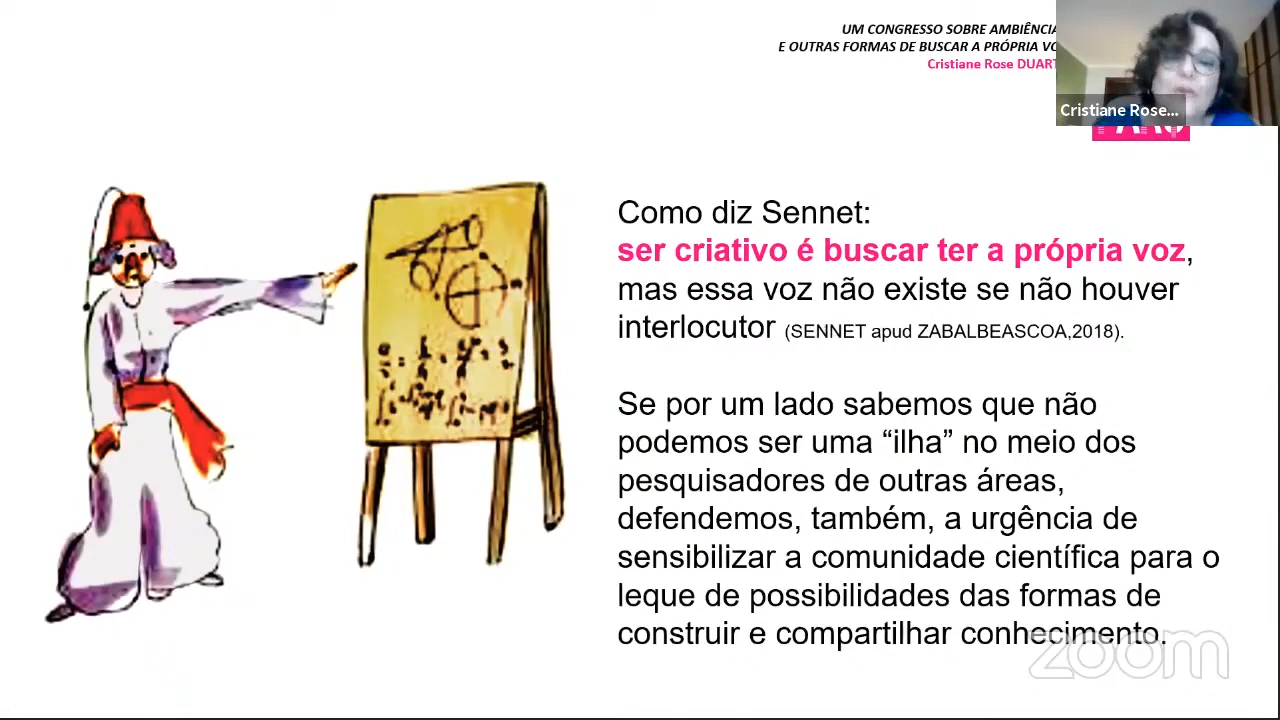 UM CONGRESSO SOBRE AMBIÊNCIA
E OUTRAS FORMAS DE BUSCAR A PRÓPRIA
Cristiane Rose DUART
Cristiane Rose...
Como diz Sennet:
ser criativo é buscar ter a própria voz,
mas essa voz não existe se não houver
interlocutor (SENNET apud ZABALBEASCOA,2018).
Se por um lado sabemos que não
podemos ser uma “ilha” no meio dos
pesquisadores de outras áreas,
defendemos, também, a urgência de
sensibilizar a comunidade científica para o
leque de possibilidades das formas de
construir e compartilhar conhecimento.
zoom